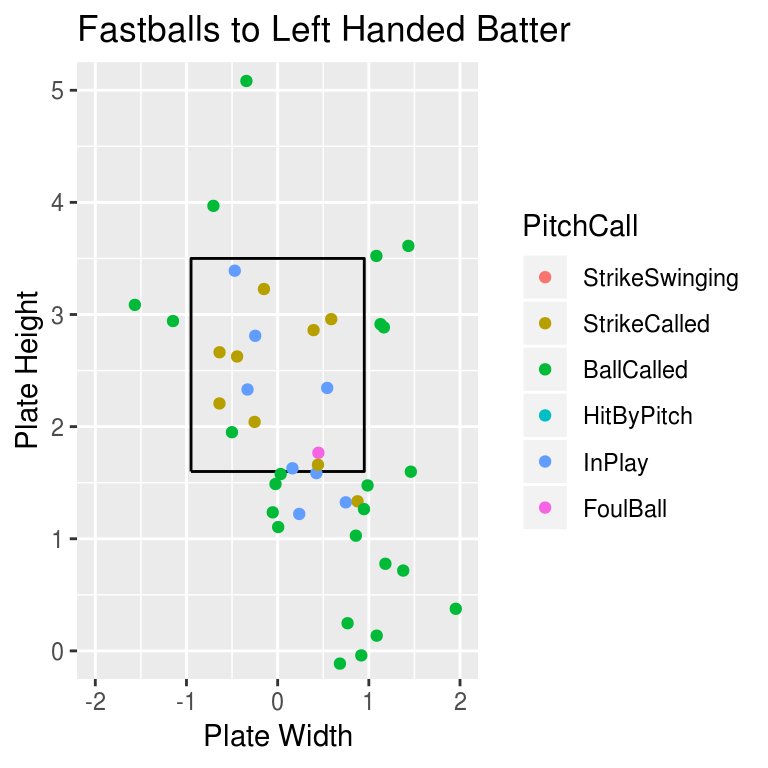 Fastballs to Left Handed Batter
5
4
3
2
1
0
Plate Height
-2 -1 0 1 2
Plate Width
PitchCall
StrikeSwinging
StrikeCalled
BallCalled
HitByPitch
InPlay
FoulBall